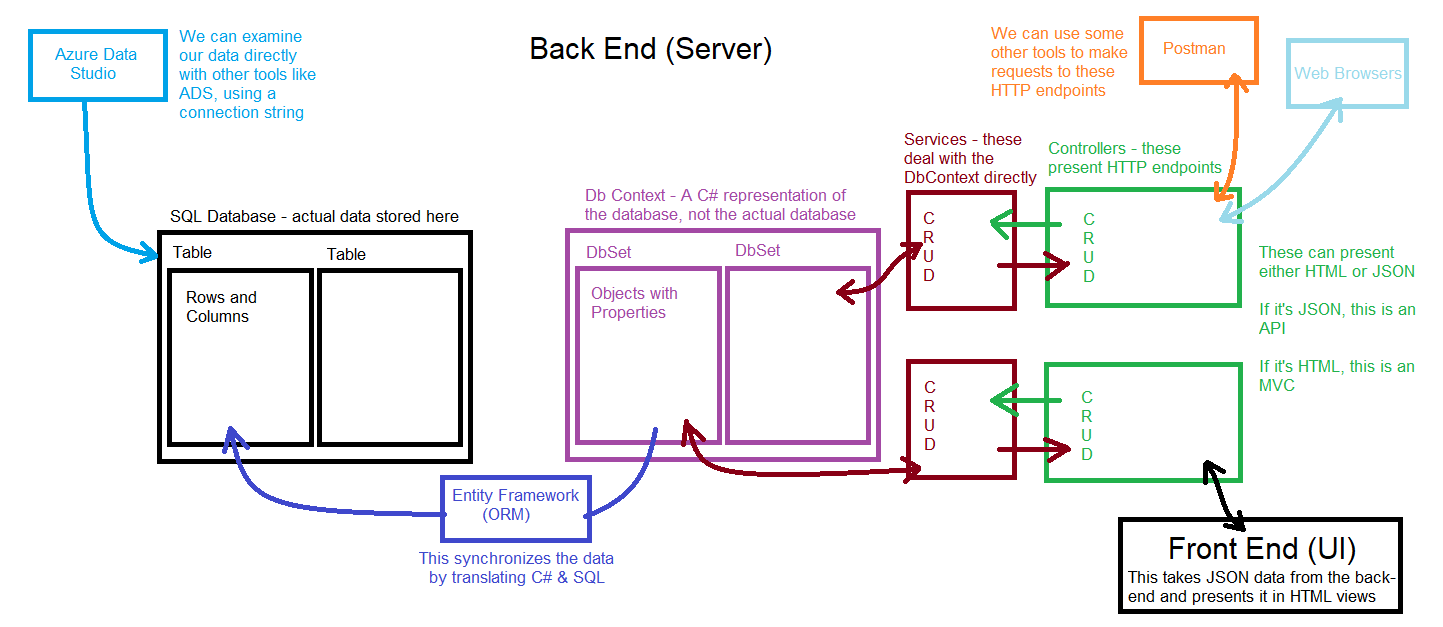 Azure Data
Studio
We can examine
our data directly
with other tools like
ADS, using a
connection string
Back End (Server)
We can use some
other tools to make
requests to these
HTTP endpoints
Postman
Web Browsers
Services - these
deal with the
DbContext directly
Controllers - these
present HTTP endpoints
SQL Database - actual data stored here
Table
Table
Rows and
Columns
Db Context - A C# representation of
the database, not the actual database
DbSet
DbSet
Objects with
Properties
C
R
U
D
C
R
U
D
These can present
either HTML or JSON
If it's JSON, this is an
API
If it's HTML, this is an
MVC
C
R
U
D
C
R
U
D
Entity Framework
(ORM)
This synchronizes the data
by translating C# & SQL
Front End (UI)
This takes JSON data from the back-
end and presents it in HTML views